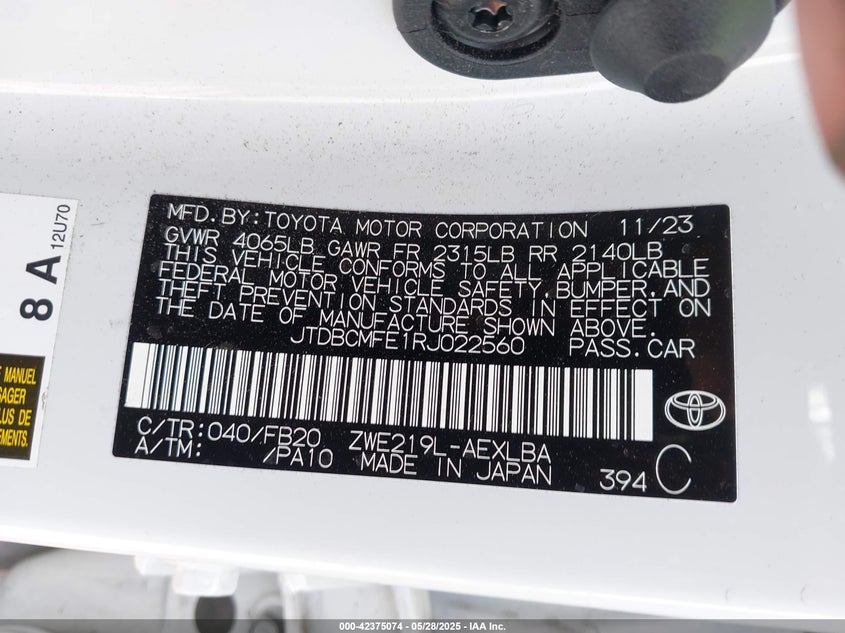 MFD. BY: TOYOTA MOTOR CORPORATION 11/23
GVWR 4065LB GAWR FR 2315LB RR 2140LB
THIS VEHICLE CONFORMS TO ALL APPLICABLE
FEDERAL MOTOR VEHICLE SAFETY, BUMPER, AND
THEFT PREVENTION STANDARDS IN EFFECT ON
THE DATE OF MANUFACTURE SHOWN ABOVE.
JTDBCMFE1RJ022560 PASS.CAR
C/TR: 040/FB20 ZWE219L-AEXLBA
A/TM: /PA10 MADE IN JAPAN
394 C
8 A
12U70
E MANUEL
SAGER
LUS DE
EMENTS.
000-42375074 | 05/28/2025 - IAA Inc.